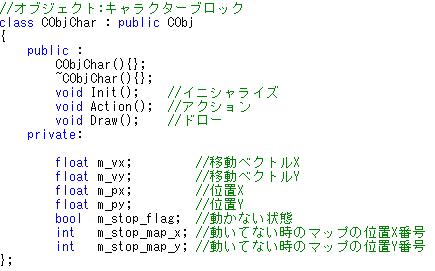 //オブジェクト:キャラクターブロック
class CObjChar : public CObj
{
public :
CObjChar(){};
~CObjChar(){};
void Init(); //イニシャライズ
void Action(); //アクション
void Draw(); //ドロー
private:
float m_vx; //移動ベクトルX
float m_vy; //移動ベクトルY
float m_px; //位置X
float m_py; //位置Y
bool m_stop_flag; //動かない状態
int m_stop_map_x; //動いてない時のマップの位置X番号
int m_stop_map_y; //動いてない時のマップの位置Y番号
};